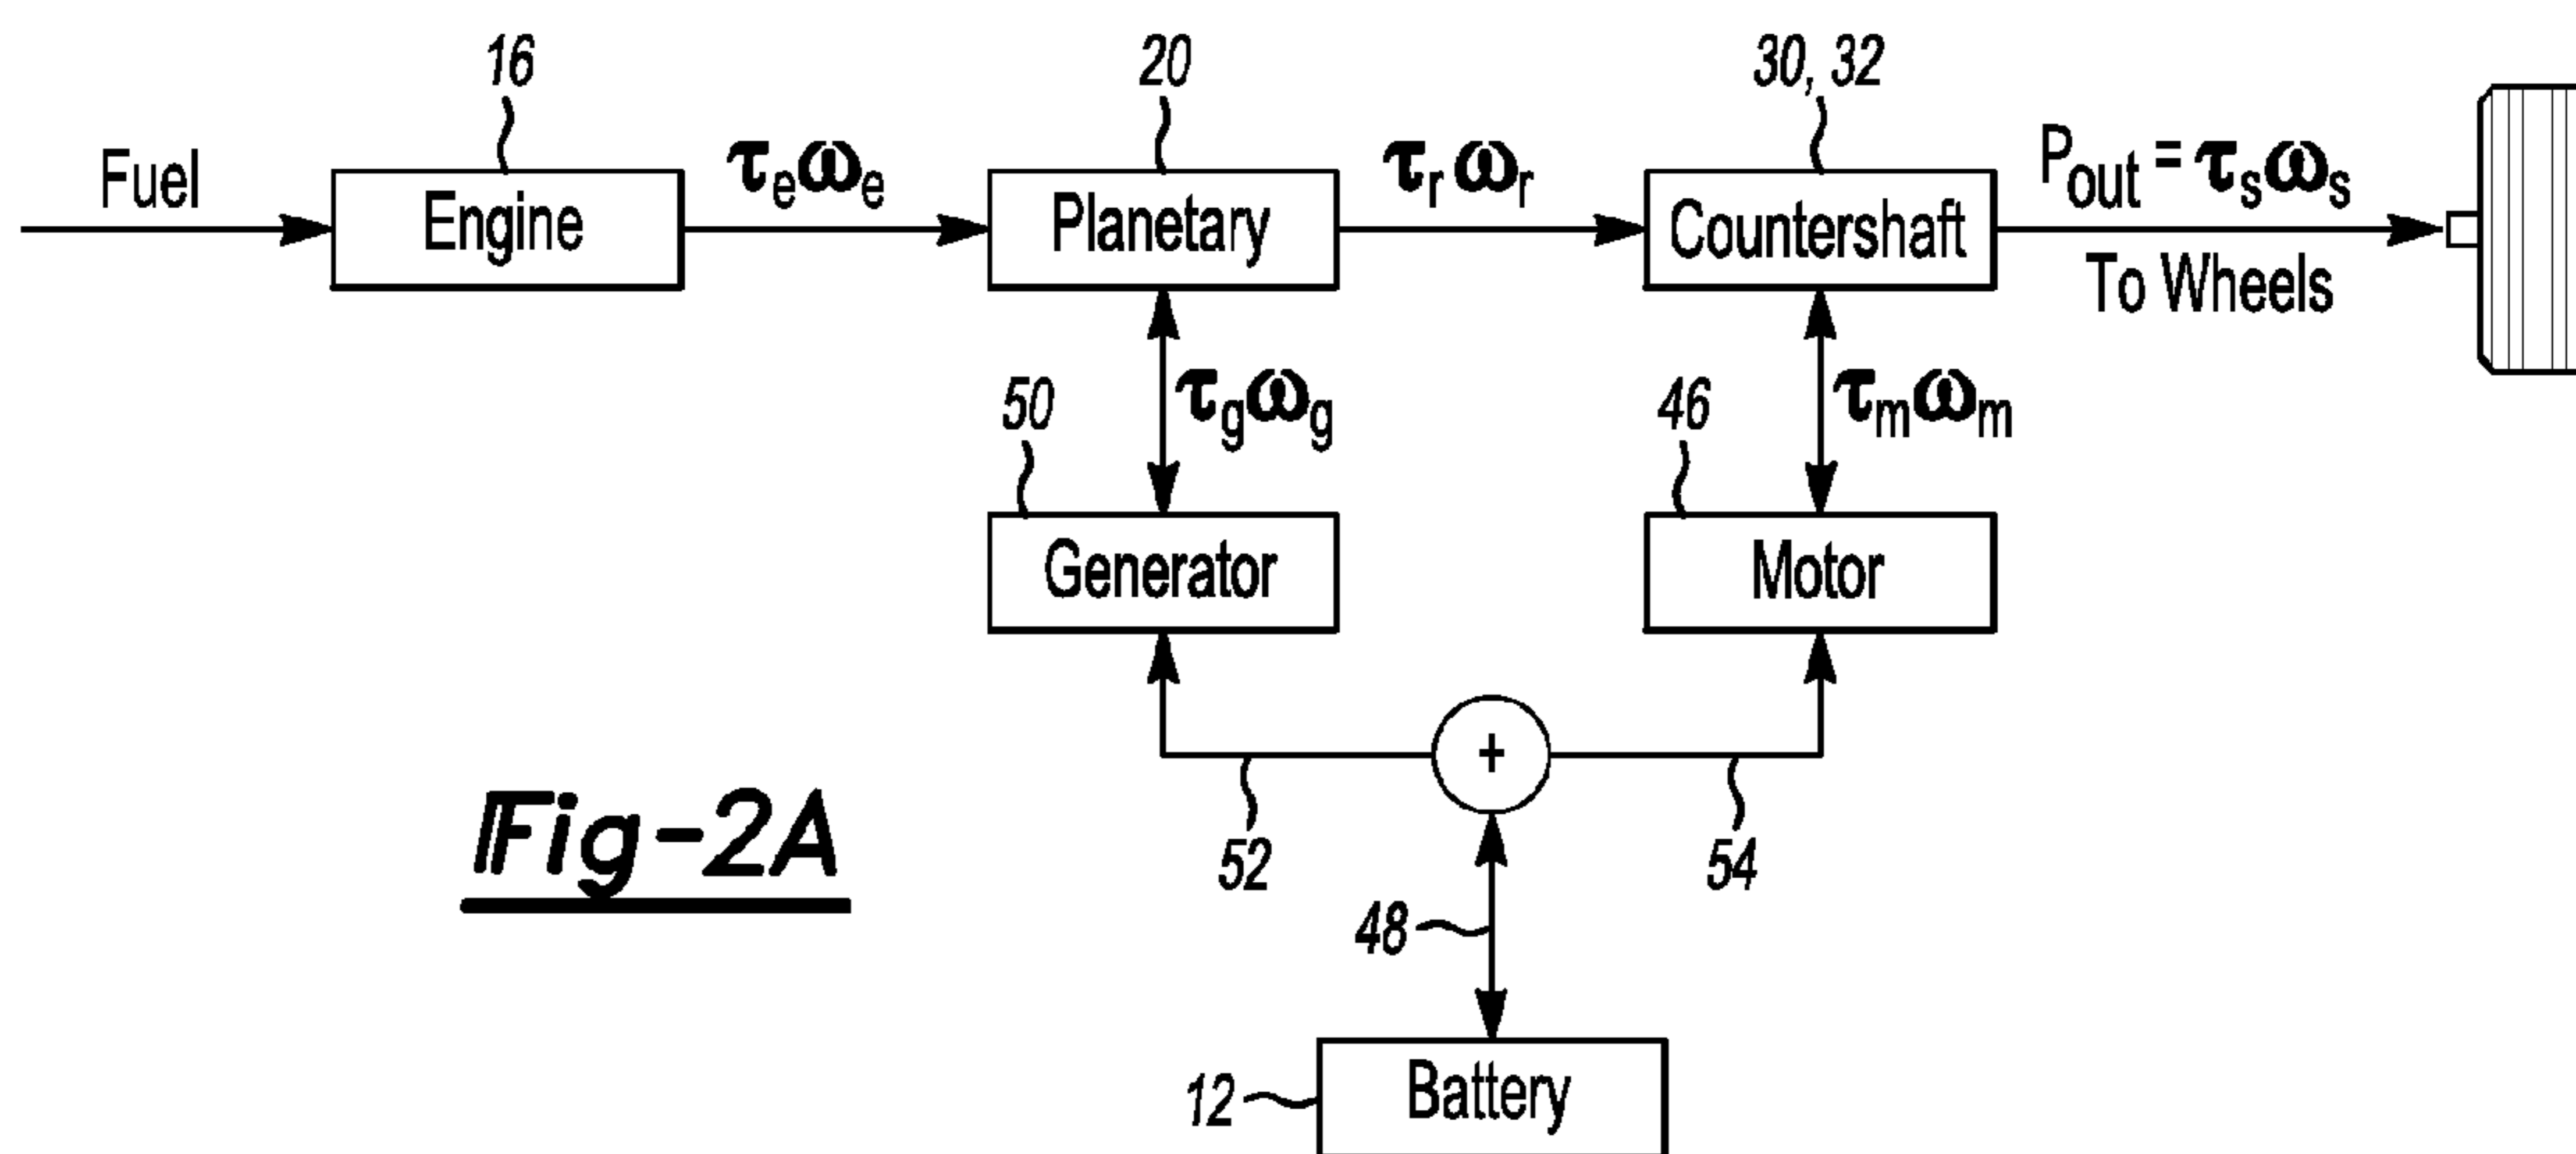 16
20
30, 32
Fuel
Engine
τeωe
Planetary
τrωr
Countershaft
Pout = τsωs
To Wheels
50
τgωg
46
τmωm
Generator
Motor
+
52
54
Fig-2A
48
12
Battery